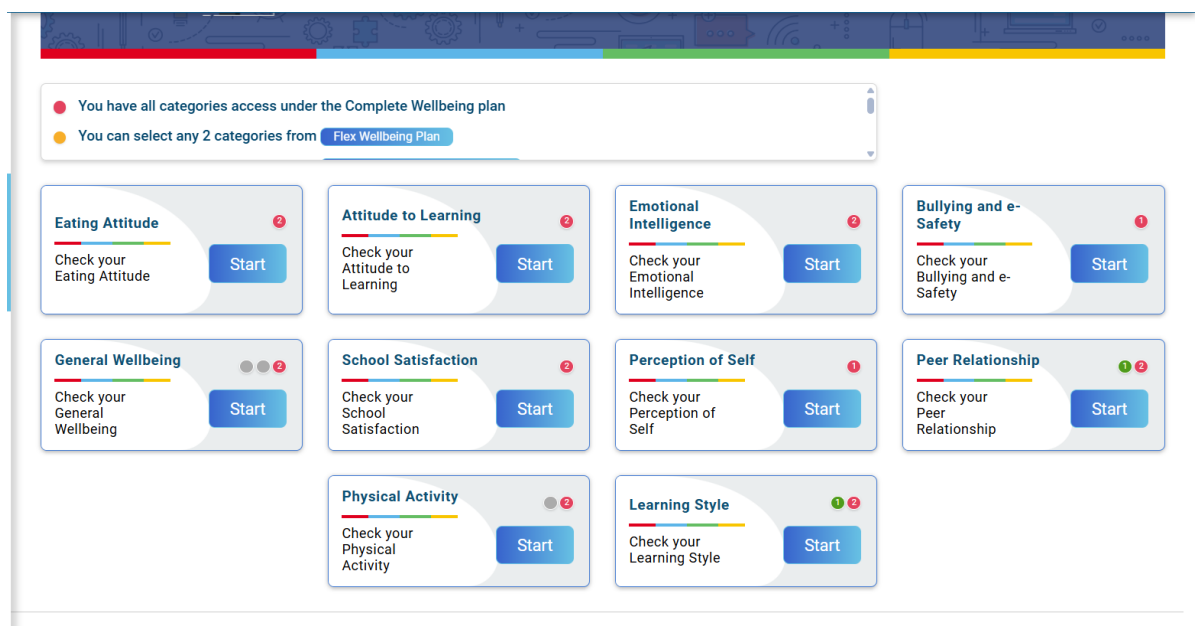 You have all categories access under the Complete Wellbeing plan
You can select any 2 categories from Flex Wellbeing Plan
Eating Attitude
2
Check your
Eating Attitude
Start
Attitude to Learning
2
Check your
Attitude to
Learning
Start
Emotional
Intelligence
2
Check your
Emotional
Intelligence
Start
Bullying and e-
Safety
1
Check your
Bullying and e-
Safety
Start
General Wellbeing
2
Check your
General
Wellbeing
Start
School Satisfaction
2
Check your
School
Satisfaction
Start
Perception of Self
1
Check your
Perception of
Self
Start
Peer Relationship
1 2
Check your
Peer
Relationship
Start
Physical Activity
2
Check your
Physical
Activity
Start
Learning Style
1 2
Check your
Learning Style
Start